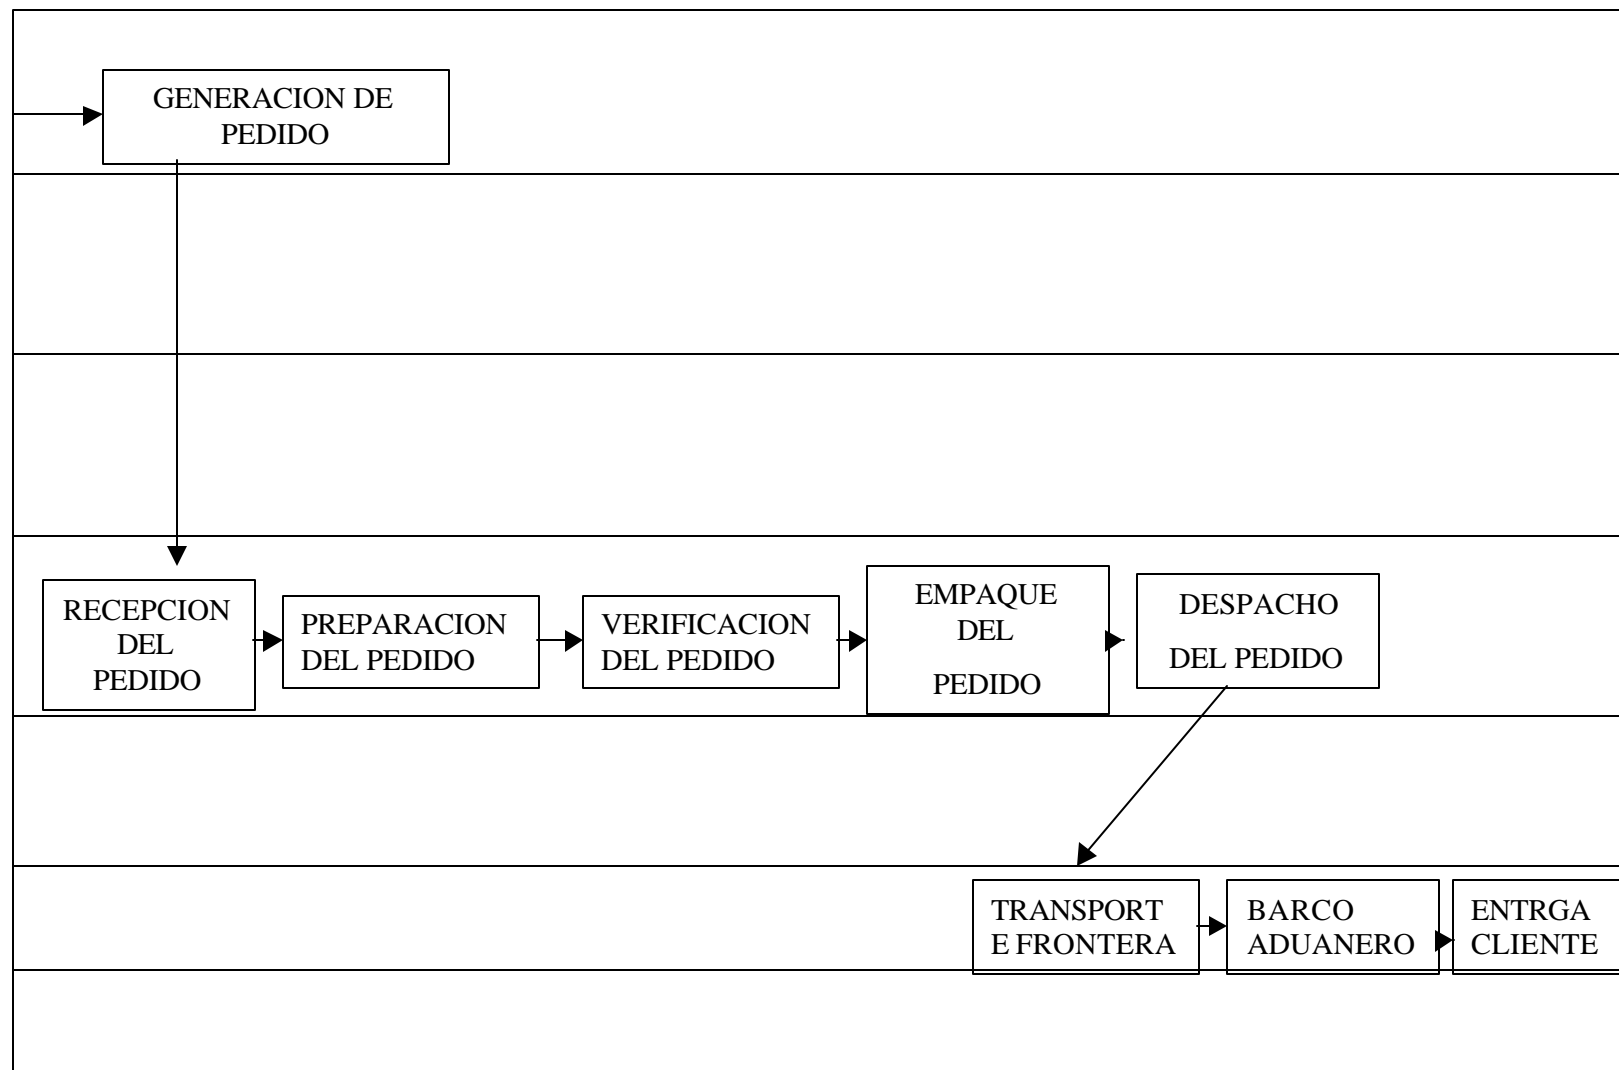 GENERACION DE
PEDIDO
RECEPCION
DEL
PEDIDO
PREPARACION
DEL PEDIDO
VERIFICACION
DEL PEDIDO
EMPAQUE
DEL
PEDIDO
DESPACHO
DEL PEDIDO
TRANSPORT
E FRONTERA
BARCO
ADUANERO
ENTRGA
CLIENTE